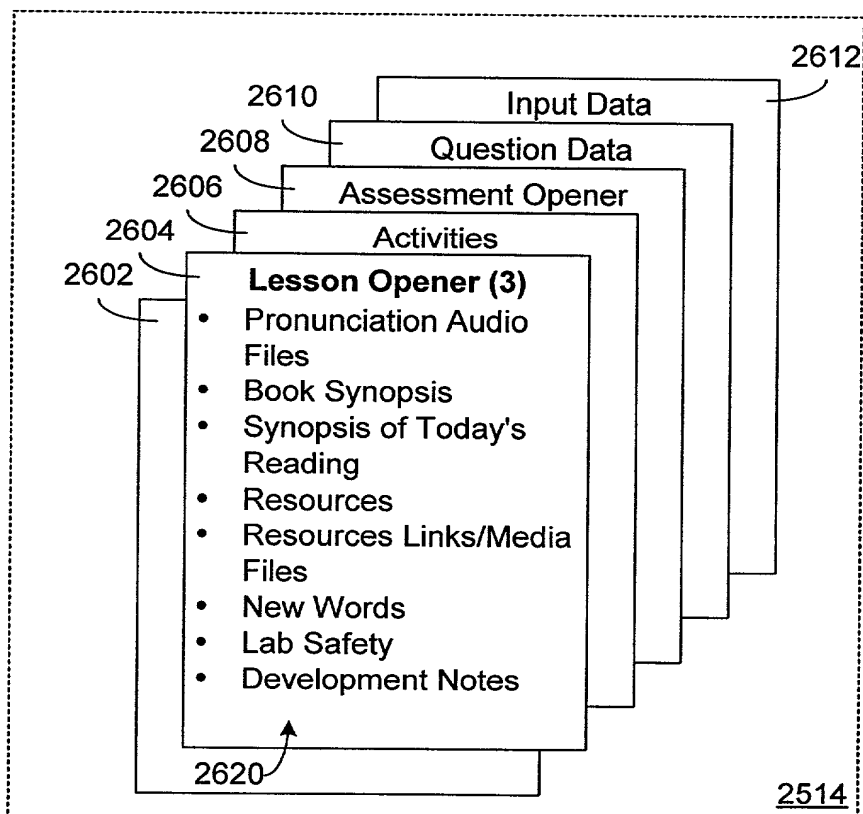 2612
Input Data
2610
Question Data
2608
Assessment Opener
2606
Activities
2604
Lesson Opener (3)
2602
• Pronunciation Audio
Files
• Book Synopsis
• Synopsis of Today's
Reading
• Resources
• Resources Links/Media
Files
• New Words
• Lab Safety
• Development Notes
2620
2514